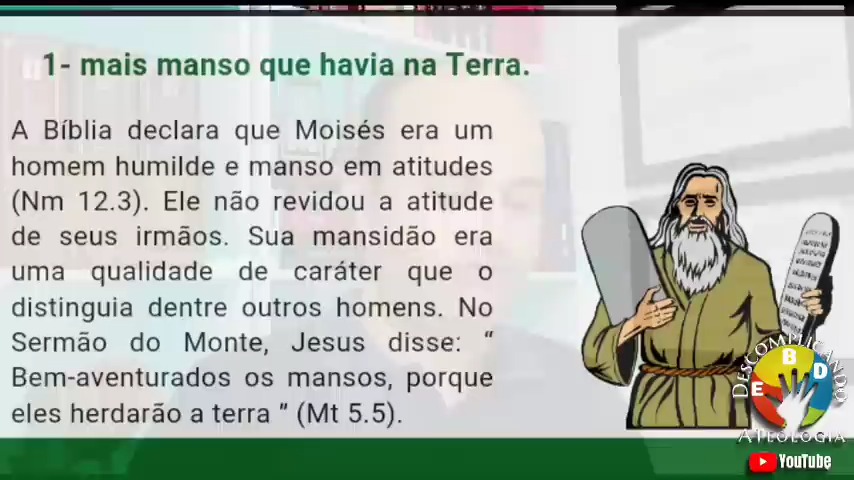 1- mais manso que havia na Terra.
A Bíblia declara que Moisés era um
homem humilde e manso em atitudes
(Nm 12.3). Ele não revidou a atitude
de seus irmãos. Sua mansidão era
uma qualidade de caráter que o
distinguia dentre outros homens. No
Sermão do Monte, Jesus disse: “
Bem-aventurados os mansos, porque
eles herdarão a terra ” (Mt 5.5).
DESCOMPLICANDO
EBD
A TEOLOGIA
YouTube